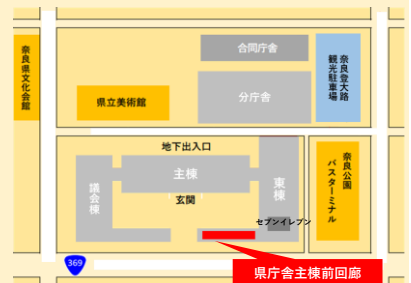 合同庁舎
奈良県文化会館
奈良登大路
観光駐車場
県立美術館
分庁舎
地下出入口
主棟
議会棟
東棟
奈良公園
バスターミナル
玄関
セブンイレブン
369
県庁舎主棟前回廊